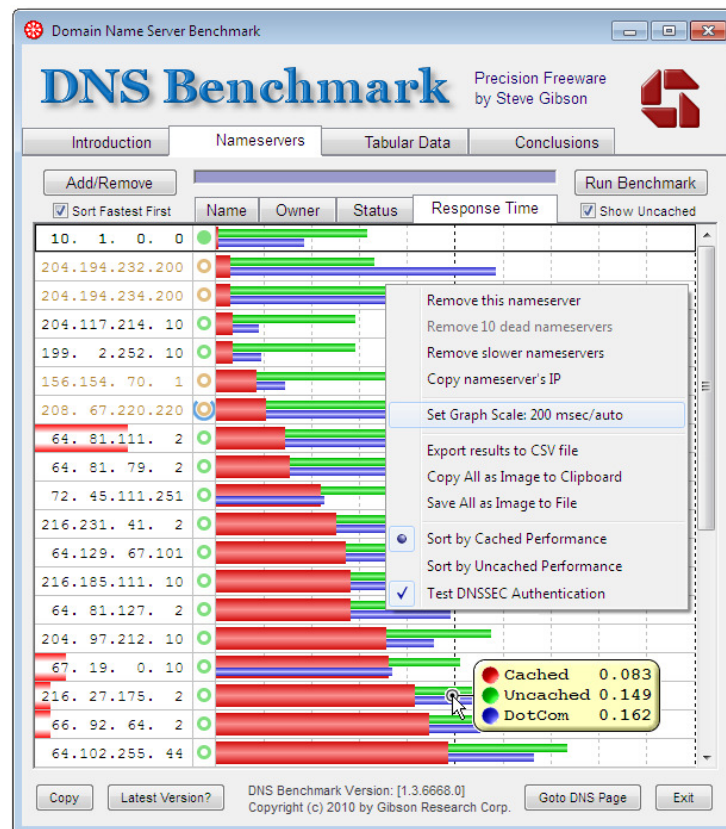 Domain Name Server Benchmark
DNS Benchmark
Precision Freeware
by Steve Gibson
Introduction Nameservers Tabular Data Conclusions
Add/Remove Run Benchmark
Sort Fastest First Name Owner Status Response Time Show Uncached
10. 1. 0. 0
204.194.232.200
204.194.234.200
204.117.214. 10
199. 2.252. 10
156.154. 70. 1
208. 67.220.220
64. 81.111. 2
64. 81. 79. 2
72. 45.111.251
216.231. 41. 2
64.129. 67.101
216.185.111. 10
64. 81.127. 2
204. 97.212. 10
67. 19. 0. 10
216. 27.175. 2
66. 92. 64. 2
64.102.255. 44
Remove this nameserver
Remove 10 dead nameservers
Remove slower nameservers
Copy nameserver's IP
Set Graph Scale: 200 msec/auto
Export results to CSV file
Copy All as Image to Clipboard
Save All as Image to File
Sort by Cached Performance
Sort by Uncached Performance
Test DNSSEC Authentication
Cached 0.083
Uncached 0.149
DotCom 0.162
Copy Latest Version? DNS Benchmark Version: [1.3.6668.0]
Copyright (c) 2010 by Gibson Research Corp. Goto DNS Page Exit